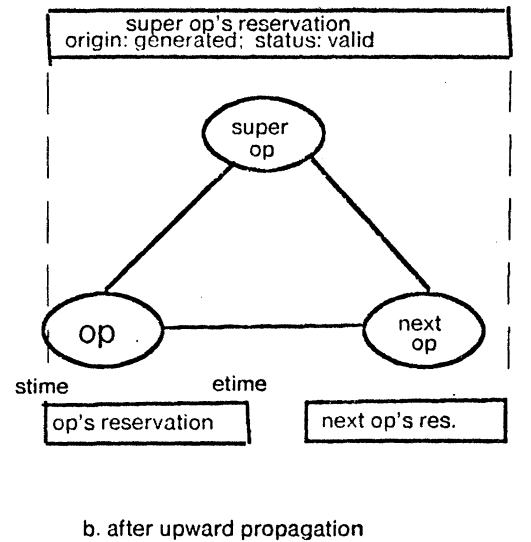 super op's reservation
origin: generated; status: valid
super
op
op
next
op
stime
etime
op's reservation
next op's res.
b. after upward propagation